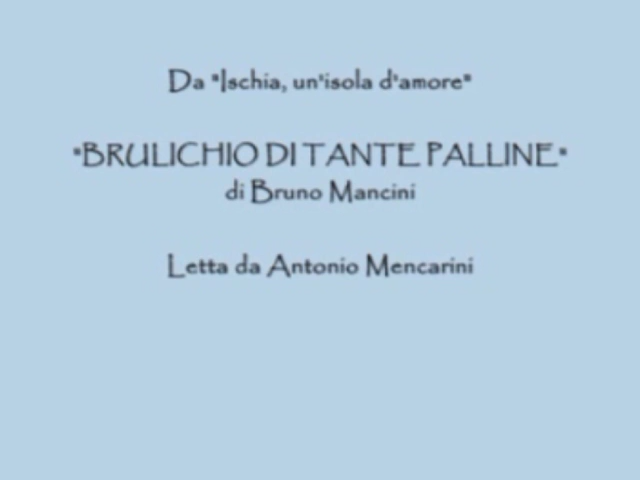 Da "Ischia, un'isola d'amore"
"BRULICHIO DI TANTE PALLINE"
di Bruno Mancini
Letta da Antonio Mencarini